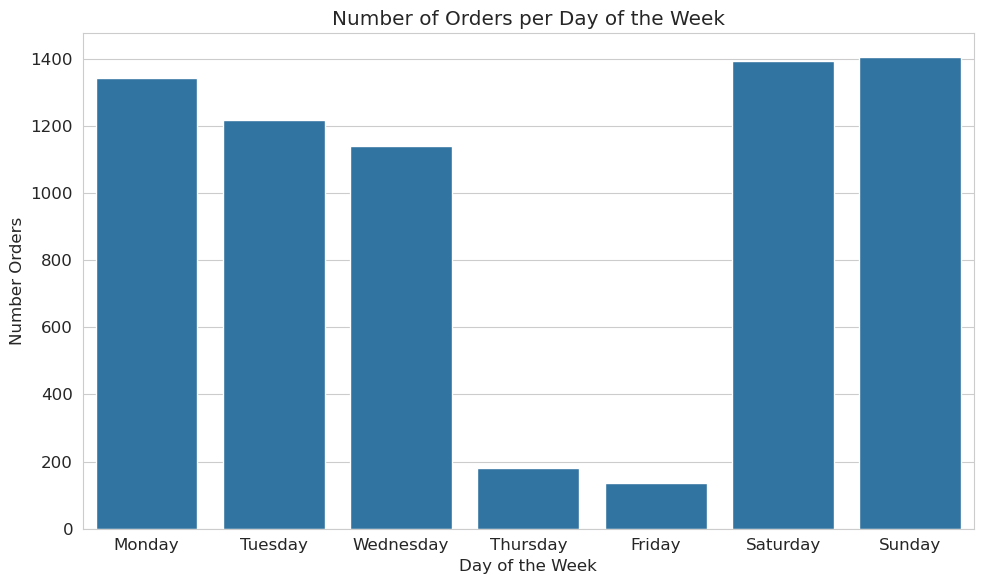 Number of Orders per Day of the Week
1400
1200
1000
800
600
400
200
0
Number Orders
Monday Tuesday Wednesday Thursday Friday Saturday Sunday
Day of the Week